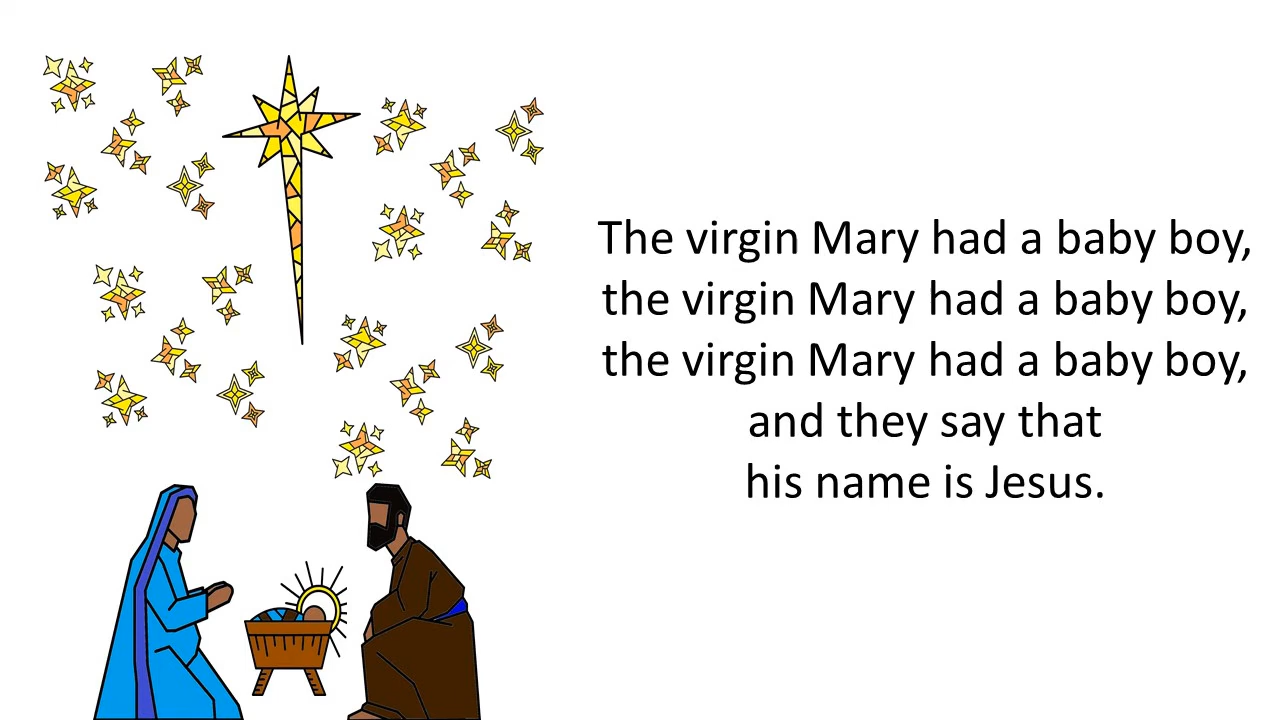 The virgin Mary had a baby boy,
the virgin Mary had a baby boy,
the virgin Mary had a baby boy,
and they say that
his name is Jesus.